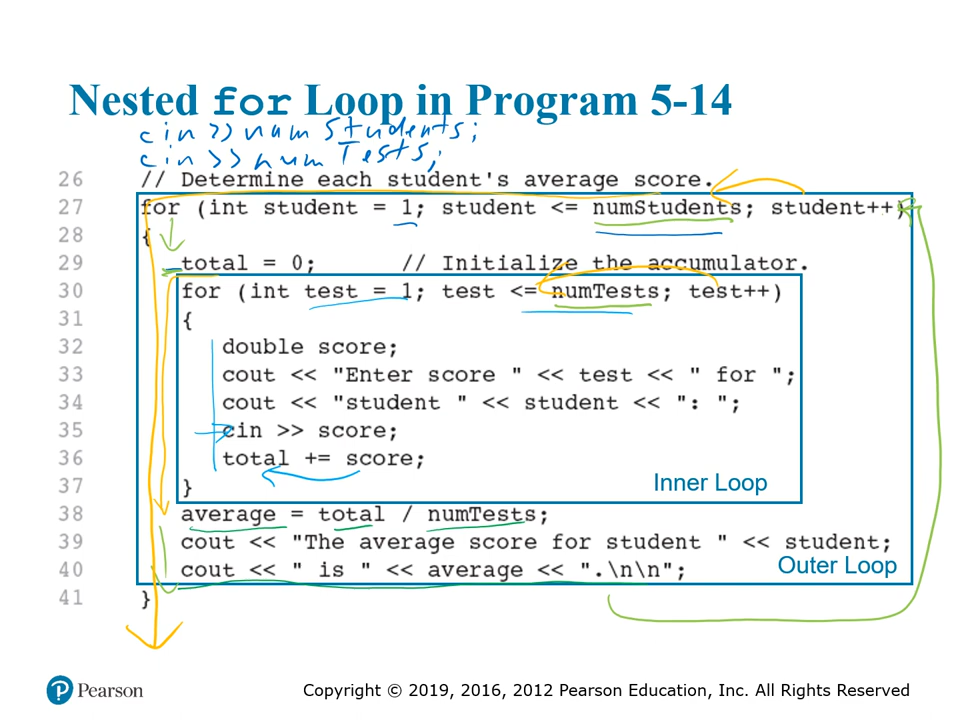 Nested for Loop in Program 5-14
cin >> numStudents;
cin >> numTests;
26 // Determine each student's average score.
27 for (int student = 1; student <= numStudents; student++)
28 {
29 total = 0; // Initialize the accumulator.
30 for (int test = 1; test <= numTests; test++)
31 {
32 double score;
33 cout << "Enter score " << test << " for ";
34 cout << "student " << student << ": ";
35 cin >> score;
36 total += score;
37 }
Inner Loop
38 average = total / numTests;
39 cout << "The average score for student " << student;
40 cout << " is " << average << ".\n\n";
Outer Loop
41 }
Pearson
Copyright © 2019, 2016, 2012 Pearson Education, Inc. All Rights Reserved